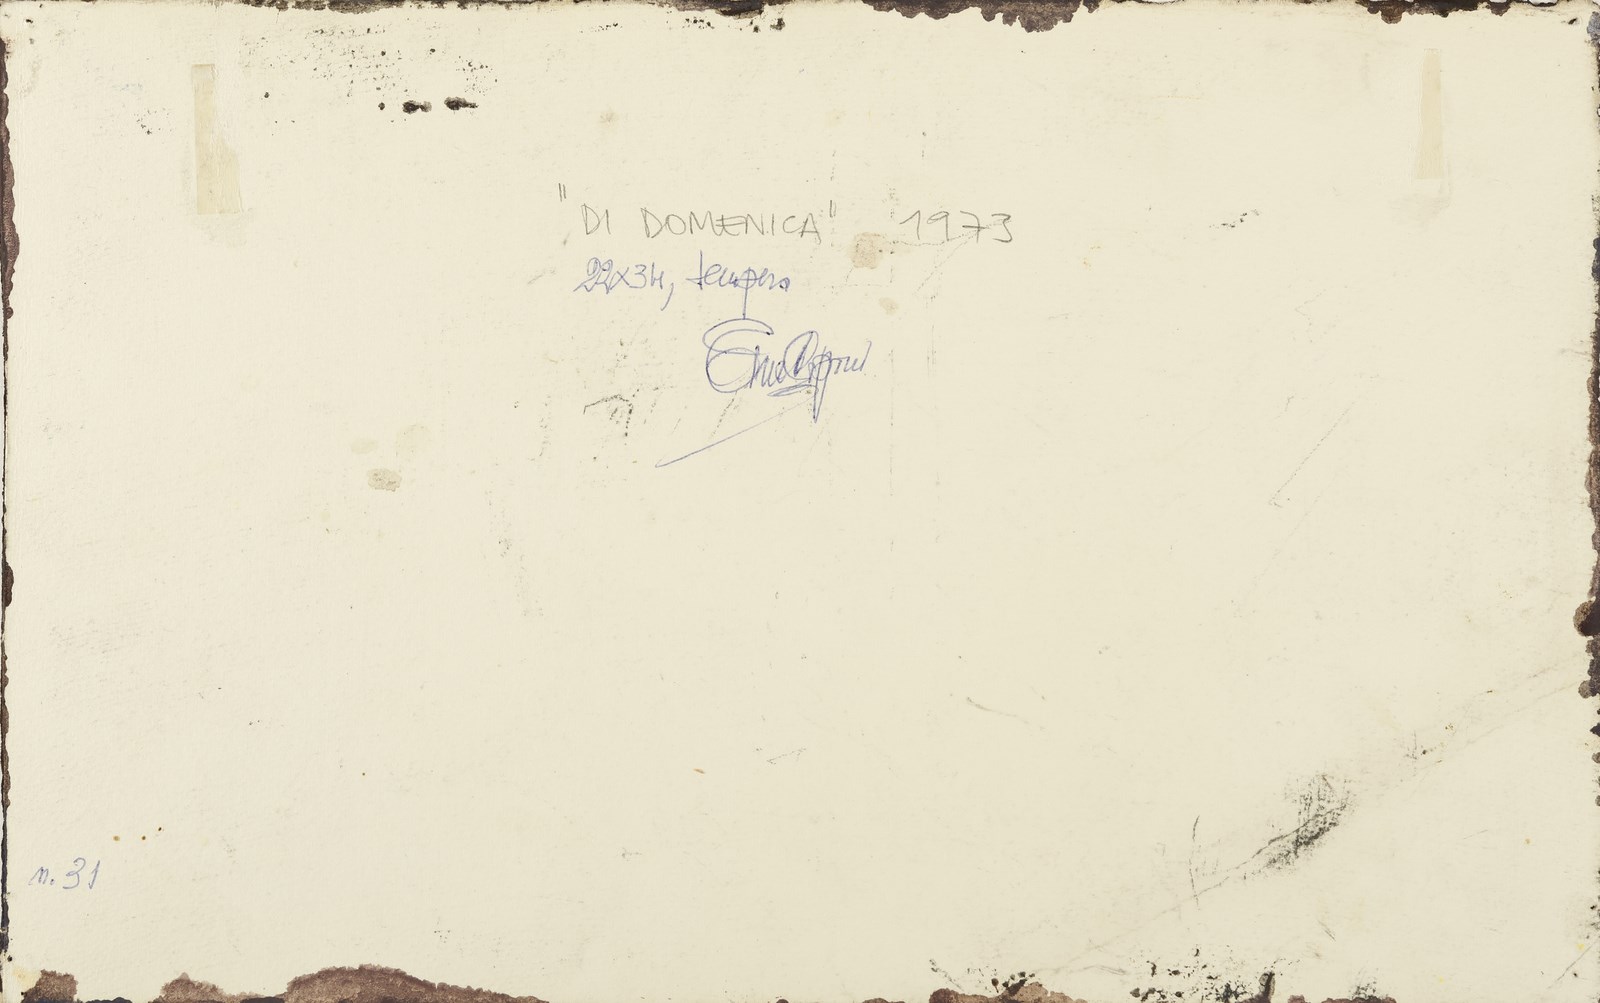 "DI DOMENICA" 1973
22x34, tempera
n. 31